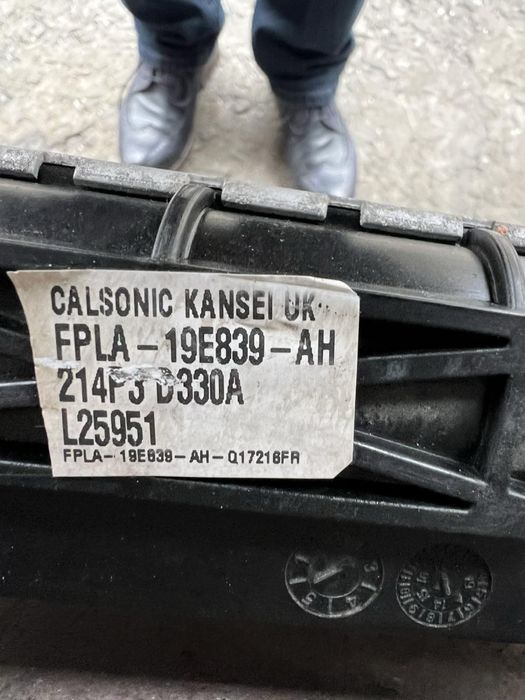 CALSONIC KANSEI UK
FPLA-19E839-AH
214P3 D330A
L25951
FPLA-19E839-AH-Q17216FR